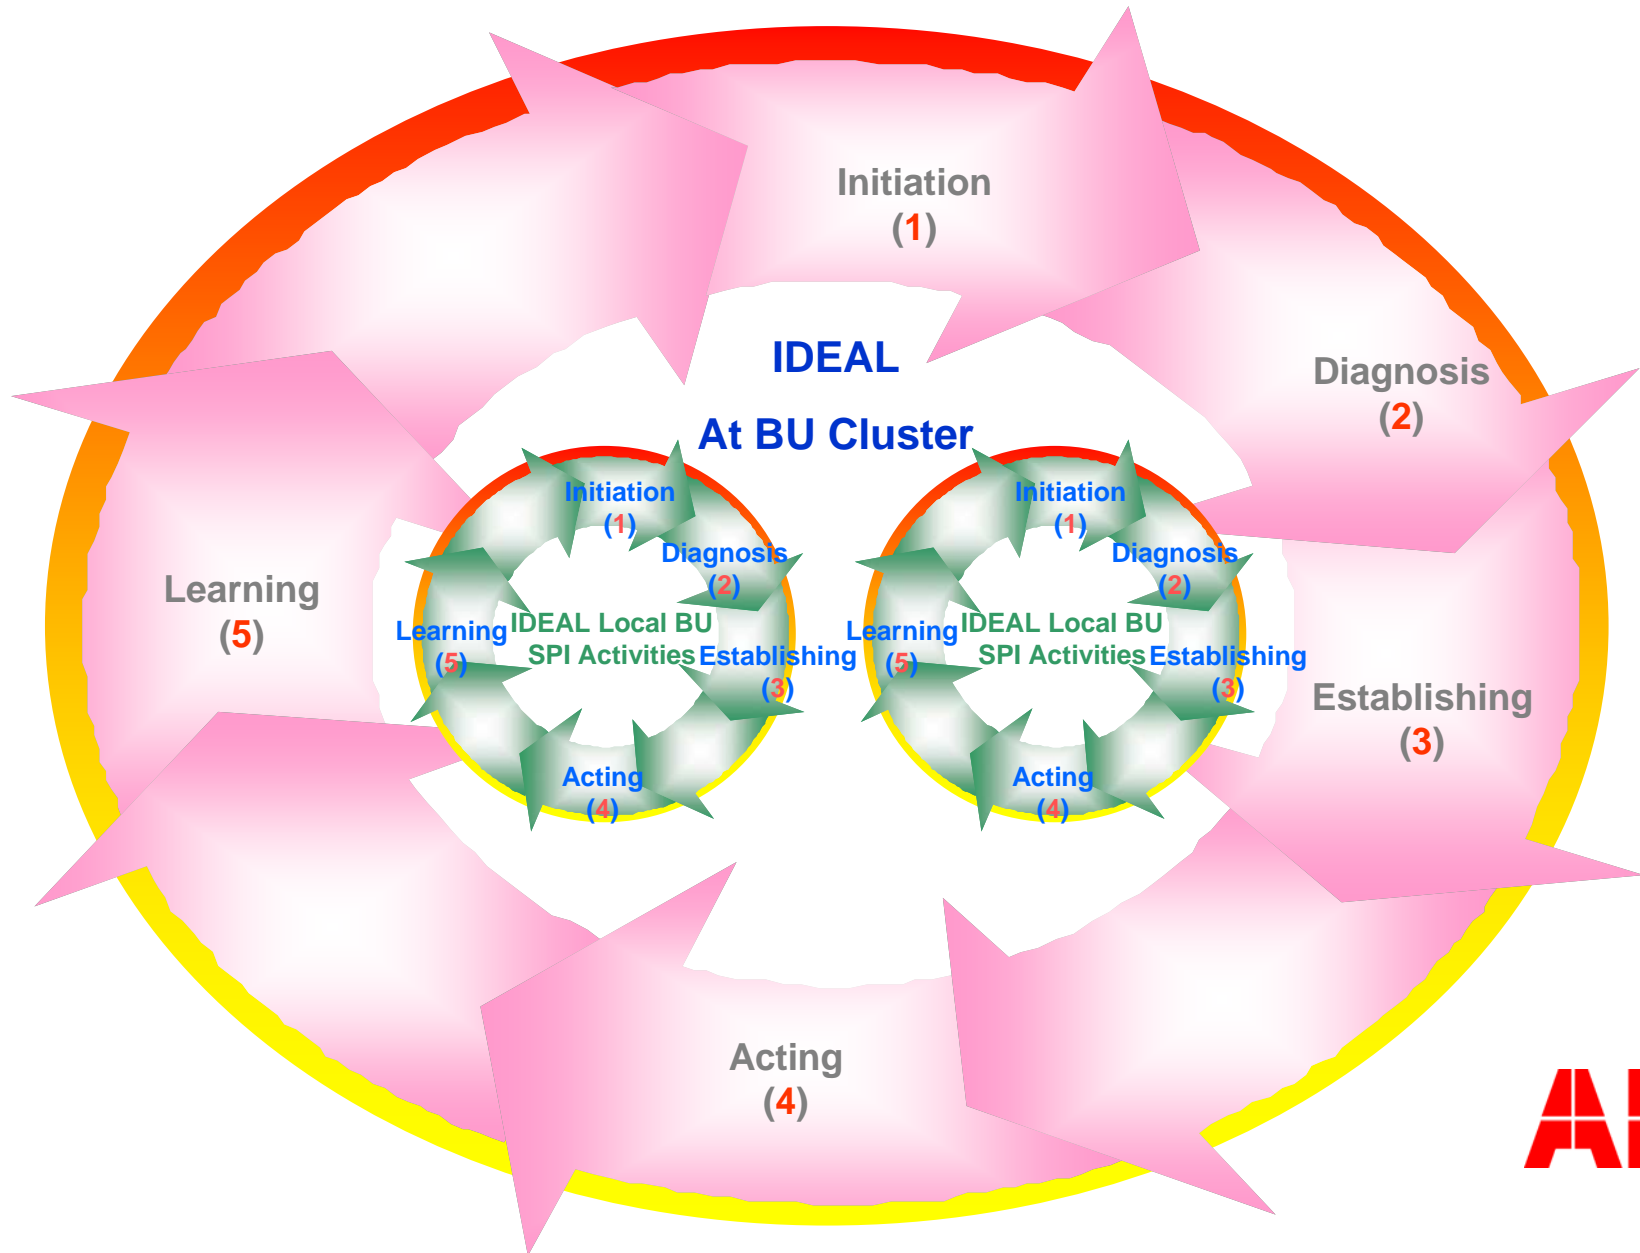 Initiation
(1)
IDEAL
At BU Cluster
Diagnosis
(2)
Initiation
(1)
Diagnosis
(2)
Learning
(5)
IDEAL Local BU
SPI Activities
Establishing
(3)
Acting
(4)
Initiation
(1)
Diagnosis
(2)
Learning
(5)
IDEAL Local BU
SPI Activities
Establishing
(3)
Acting
(4)
Learning
(5)
Establishing
(3)
Acting
(4)